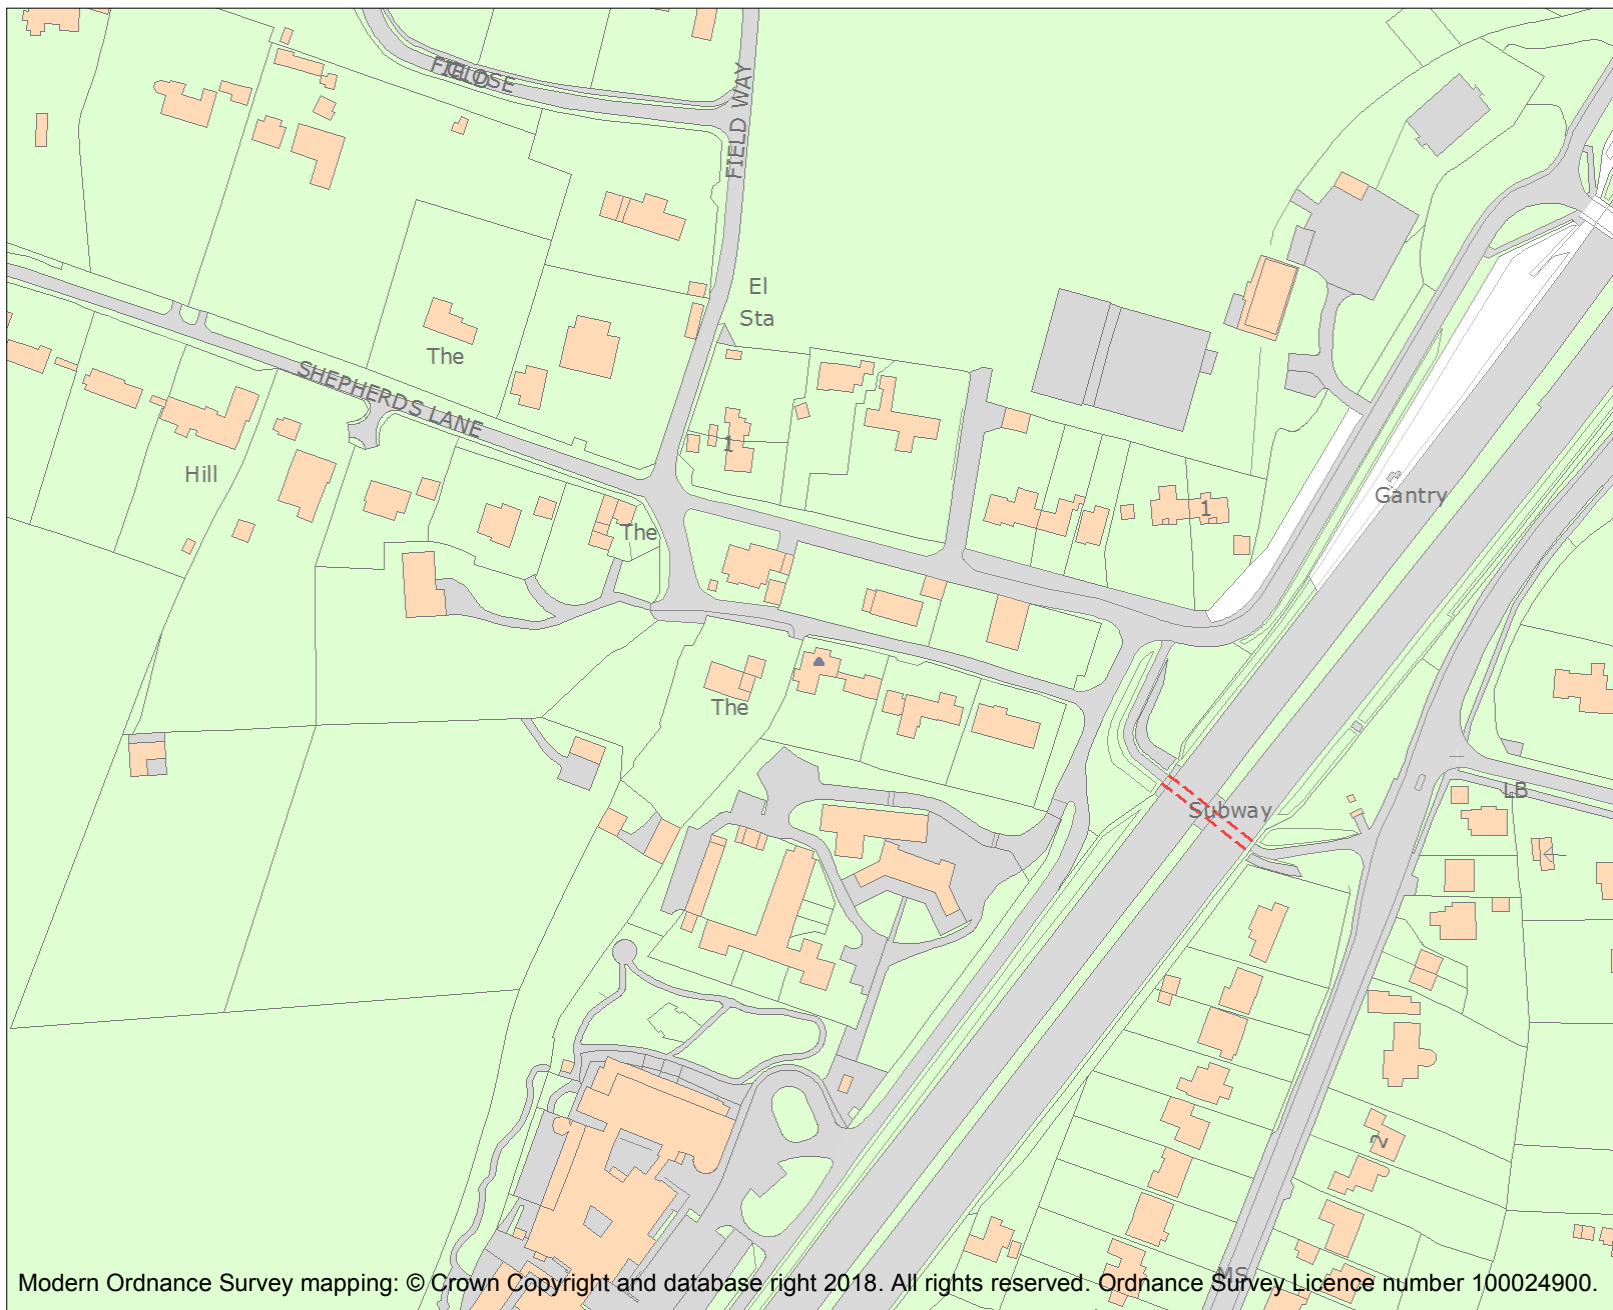 FIELD
CLOSE
FIELD WAY
El
Sta
The
SHEPHERDS LANE
1
Hill
Gantry
1
The
The
LB
Subway
2
MS
Modern Ordnance Survey mapping: © Crown Copyright and database right 2018. All rights reserved. Ordnance Survey Licence number 100024900.